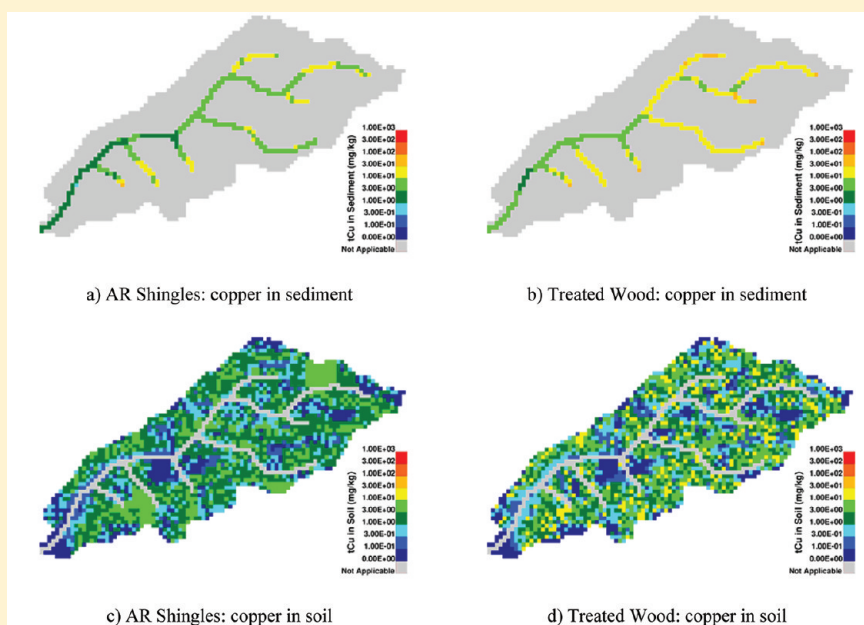 1.00E+03
3.00E+02
1.00E+02
3.00E+01
1.00E+01
3.00E+00
1.00E+00
3.00E-01
1.00E-01
0.00E+00
Not Applicable
tCu in Sediment (mg/kg)
1.00E+03
3.00E+02
1.00E+02
3.00E+01
1.00E+01
3.00E+00
1.00E+00
3.00E-01
1.00E-01
0.00E+00
Not Applicable
tCu in Sediment (mg/kg)
a) AR Shingles: copper in sediment
b) Treated Wood: copper in sediment
1.00E+03
3.00E+02
1.00E+02
3.00E+01
1.00E+01
3.00E+00
1.00E+00
3.00E-01
1.00E-01
0.00E+00
Not Applicable
tCu in Soil (mg/kg)
1.00E+03
3.00E+02
1.00E+02
3.00E+01
1.00E+01
3.00E+00
1.00E+00
3.00E-01
1.00E-01
0.00E+00
Not Applicable
tCu in Soil (mg/kg)
c) AR Shingles: copper in soil
d) Treated Wood: copper in soil